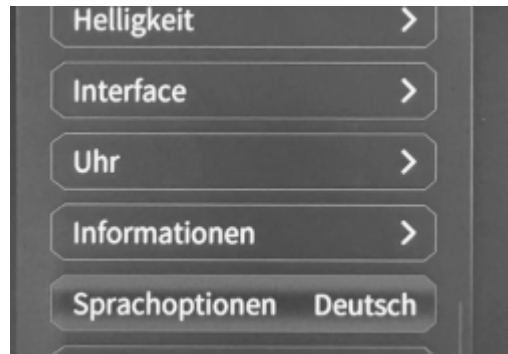 Helligkeit
Interface
Uhr
Informationen
Sprachoptionen Deutsch